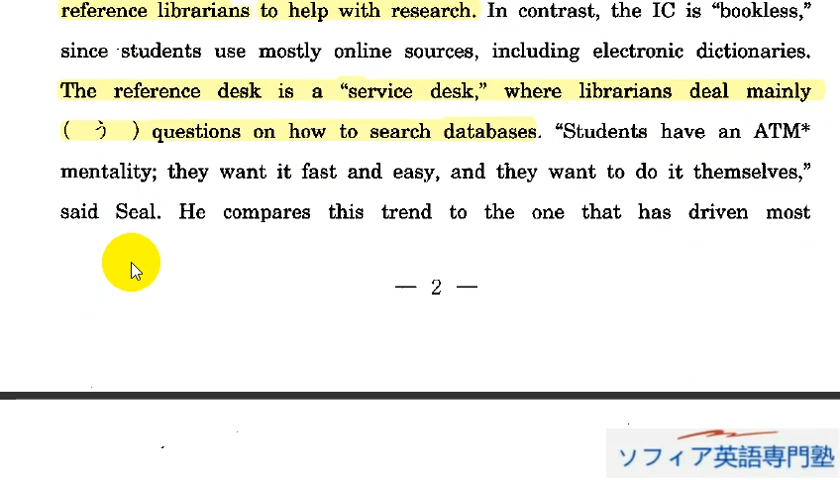 reference librarians to help with research. In contrast, the IC is “bookless,”
since students use mostly online sources, including electronic dictionaries.
The reference desk is a “service desk,” where librarians deal mainly
( う ) questions on how to search databases. “Students have an ATM*
mentality; they want it fast and easy, and they want to do it themselves,”
said Seal. He compares this trend to the one that has driven most
— 2 —
ソフィア英語専門塾